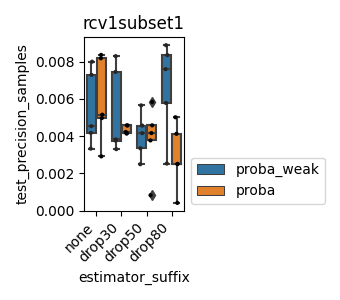 rcv1subset1
test_precision_samples
0.008
0.006
0.004
0.002
0.000
none
drop30
drop50
drop80
estimator_suffix
proba_weak
proba